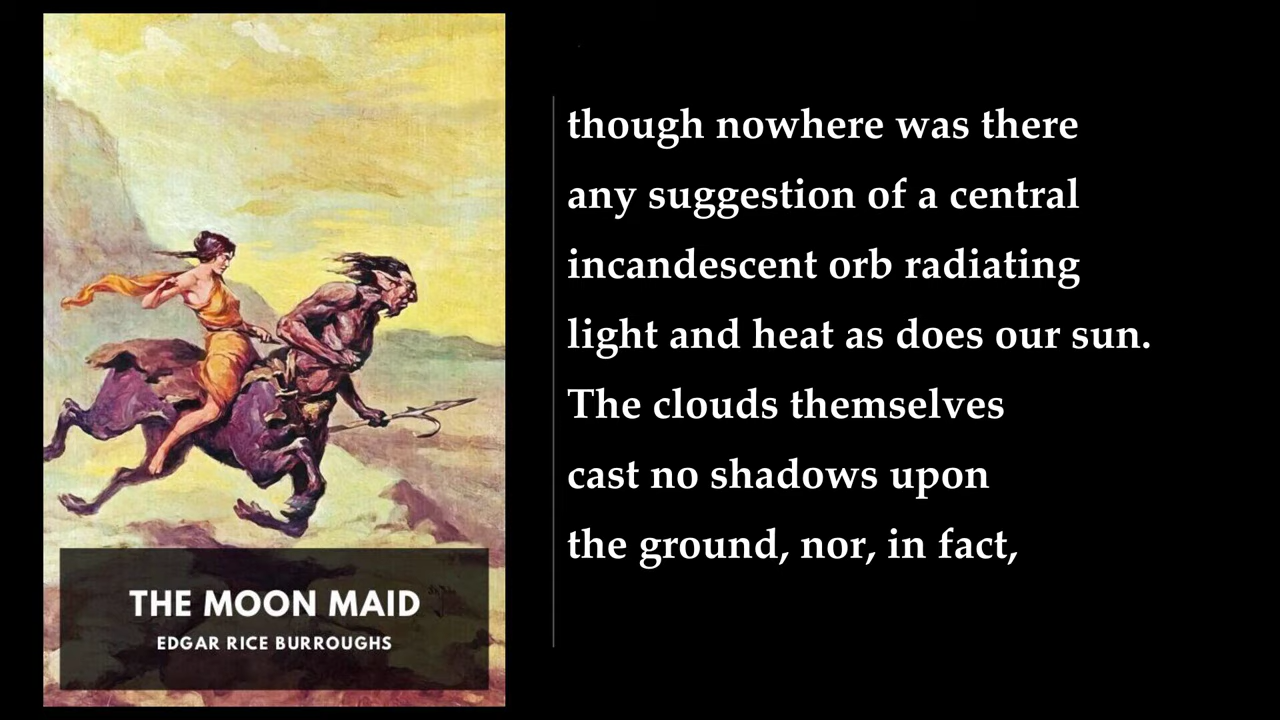 though nowhere was there
any suggestion of a central
incandescent orb radiating
light and heat as does our sun.
The clouds themselves
cast no shadows upon
the ground, nor, in fact,
THE MOON MAID
EDGAR RICE BURROUGHS